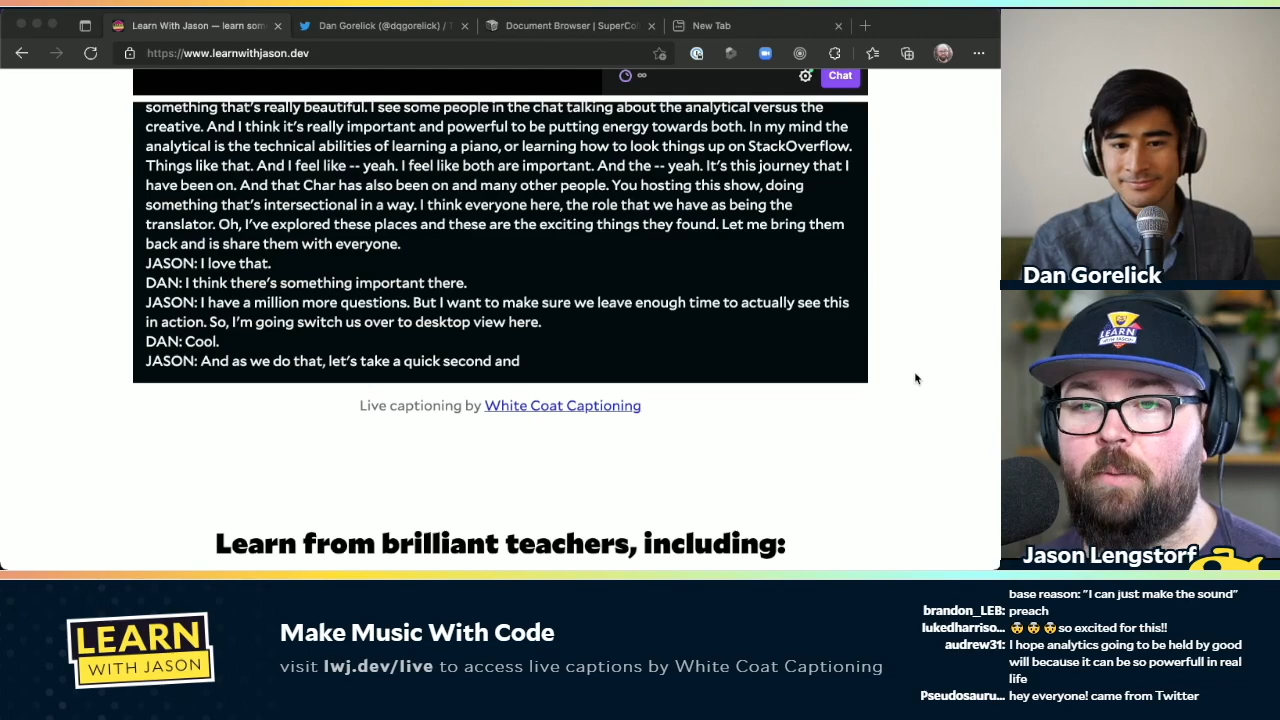 Learn With Jason — learn som
Dan Gorelick (@dqgorelick) / T
Document Browser | SuperCol
New Tab
https://www.learnwithjason.dev
∞
Chat
something that's really beautiful. I see some people in the chat talking about the analytical versus the
creative. And I think it's really important and powerful to be putting energy towards both. In my mind the
analytical is the technical abilities of learning a piano, or learning how to look things up on StackOverflow.
Things like that. And I feel like -- yeah. I feel like both are important. And the -- yeah. It's this journey that I
have been on. And that Char has also been on and many other people. You hosting this show, doing
something that's intersectional in a way. I think everyone here, the role that we have as being the
translator. Oh, I've explored these places and these are the exciting things they found. Let me bring them
back and is share them with everyone.
JASON: I love that.
DAN: I think there's something important there.
JASON: I have a million more questions. But I want to make sure we leave enough time to actually see this
in action. So, I'm going switch us over to desktop view here.
DAN: Cool.
JASON: And as we do that, let's take a quick second and
Live captioning by White Coat Captioning
Learn from brilliant teachers, including:
Dan Gorelick
LEARN
WITH JASON
Jason Lengstorf
LEARN
WITH JASON
Make Music With Code
visit lwj.dev/live to access live captions by White Coat Captioning
base reason: "I can just make the sound"
brandon_LEB: preach
lukedharriso... 🤯 🤯 🤯 so excited for this!!
audrew31: I hope analytics going to be held by good
will because it can be so powerfull in real
life
Pseudosauru... hey everyone! came from Twitter